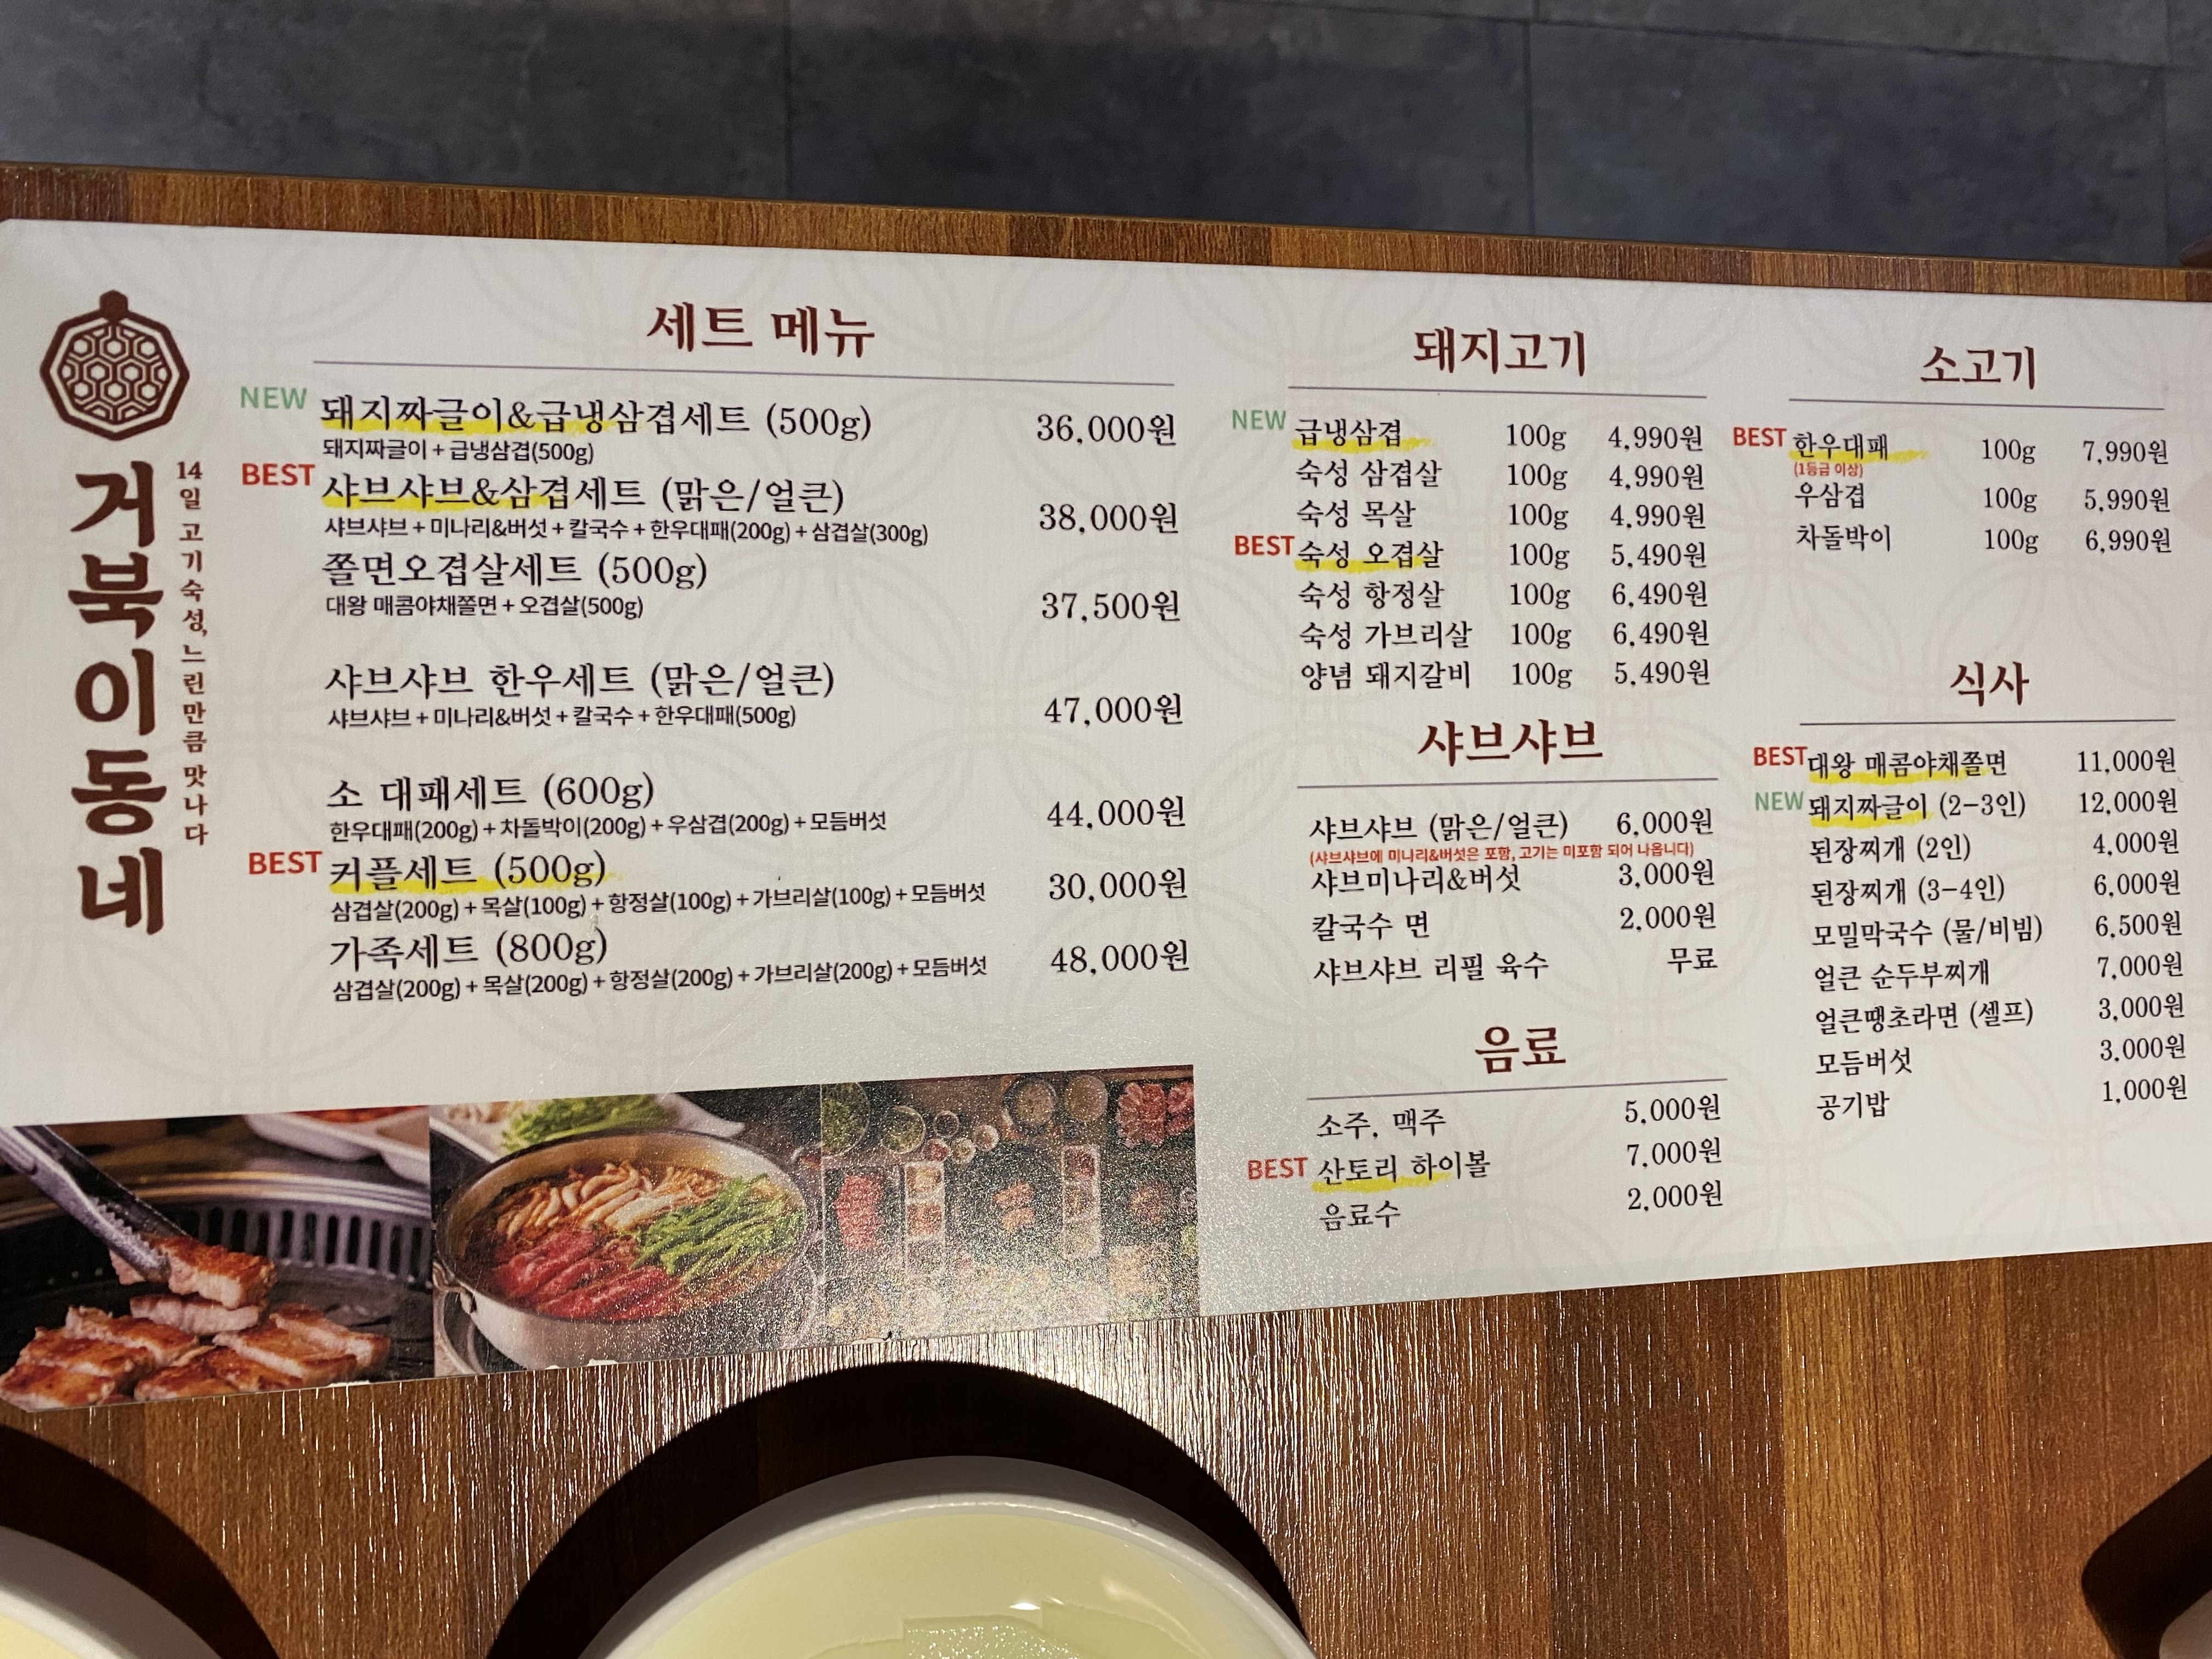 거북이동네
14일 고기숙성, 느린만큼 맛나다
세트 메뉴
NEW 돼지짜글이&급냉삼겹세트 (500g) 36,000원
돼지짜글이 + 급냉삼겹(500g)
BEST 샤브샤브&삼겹세트 (맑은/얼큰) 38,000원
샤브샤브 + 미나리&버섯 + 칼국수 + 한우대패(200g) + 삼겹살(300g)
쫄면오겹살세트 (500g) 37,500원
대왕 매콤야채쫄면 + 오겹살(500g)
샤브샤브 한우세트 (맑은/얼큰) 47,000원
샤브샤브 + 미나리&버섯 + 칼국수 + 한우대패(500g)
소 대패세트 (600g) 44,000원
한우대패(200g) + 차돌박이(200g) + 우삼겹(200g) + 모듬버섯
BEST 커플세트 (500g) 30,000원
삼겹살(200g) + 목살(100g) + 항정살(100g) + 가브리살(100g) + 모듬버섯
가족세트 (800g) 48,000원
삼겹살(200g) + 목살(200g) + 항정살(200g) + 가브리살(200g) + 모듬버섯
돼지고기
NEW 급냉삼겹 100g 4,990원
숙성 삼겹살 100g 4,990원
숙성 목살 100g 4,990원
BEST 숙성 오겹살 100g 5,490원
숙성 항정살 100g 6,490원
숙성 가브리살 100g 6,490원
양념 돼지갈비 100g 5,490원
샤브샤브
샤브샤브 (맑은/얼큰) 6,000원
(샤브샤브에 미나리&버섯은 포함, 고기는 미포함 되어 나옵니다)
샤브미나리&버섯 3,000원
칼국수 면 2,000원
샤브샤브 리필 육수 무료
음료
소주, 맥주 5,000원
BEST 산토리 하이볼 7,000원
음료수 2,000원
소고기
BEST 한우대패 100g 7,990원
(1등급 이상)
우삼겹 100g 5,990원
차돌박이 100g 6,990원
식사
BEST 대왕 매콤야채쫄면 11,000원
NEW 돼지짜글이 (2-3인) 12,000원
된장찌개 (2인) 4,000원
된장찌개 (3-4인) 6,000원
모밀막국수 (물/비빔) 6,500원
얼큰 순두부찌개 7,000원
얼큰땡초라면 (셀프) 3,000원
모듬버섯 3,000원
공기밥 1,000원